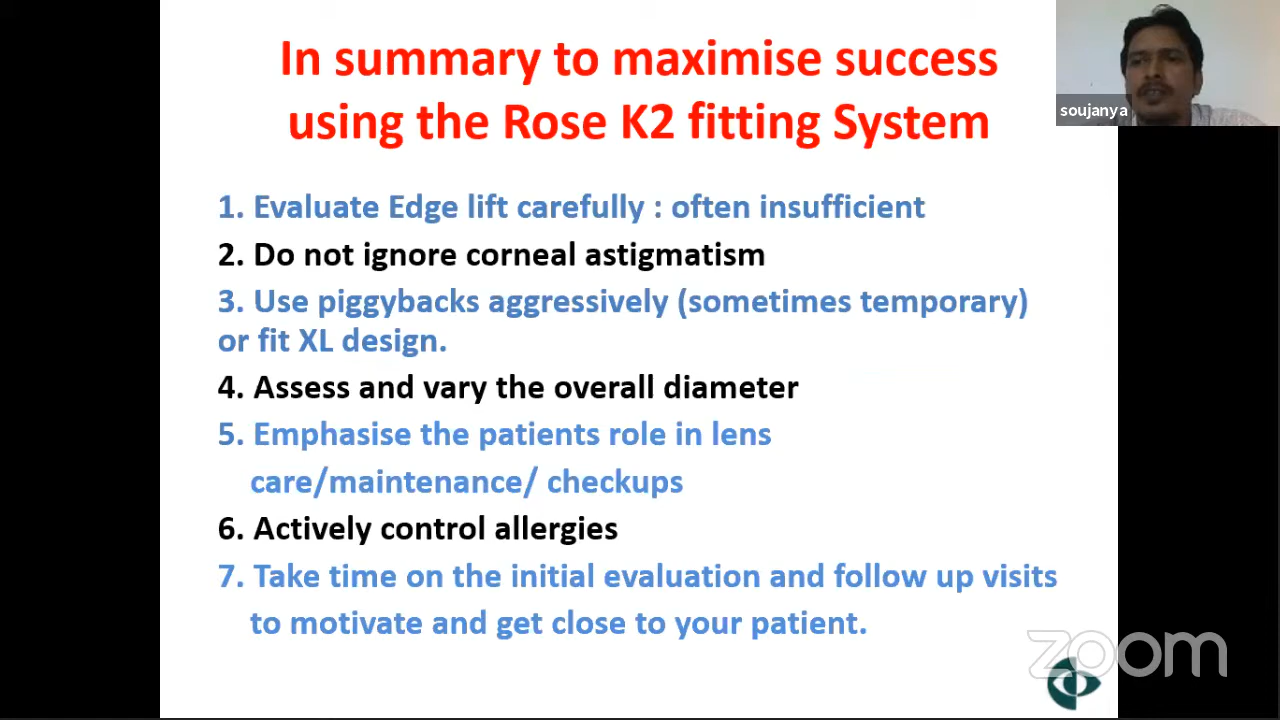 In summary to maximise success
using the Rose K2 fitting System
soujanya
1. Evaluate Edge lift carefully : often insufficient
2. Do not ignore corneal astigmatism
3. Use piggybacks aggressively (sometimes temporary)
or fit XL design.
4. Assess and vary the overall diameter
5. Emphasise the patients role in lens
care/maintenance/ checkups
6. Actively control allergies
7. Take time on the initial evaluation and follow up visits
to motivate and get close to your patient.
zoom